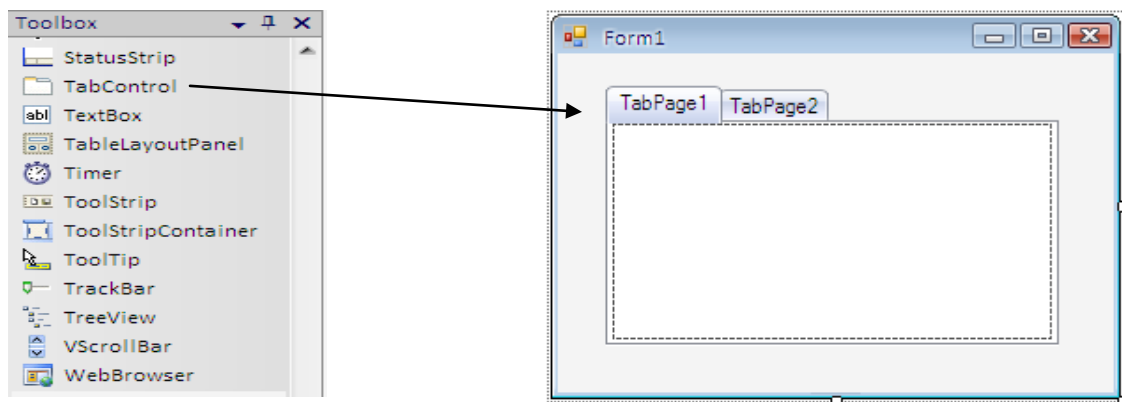 Toolbox
StatusStrip
TabControl
abl TextBox
TableLayoutPanel
Timer
ToolStrip
ToolStripContainer
ToolTip
TrackBar
TreeView
VScrollBar
WebBrowser
Form1
TabPage1 TabPage2